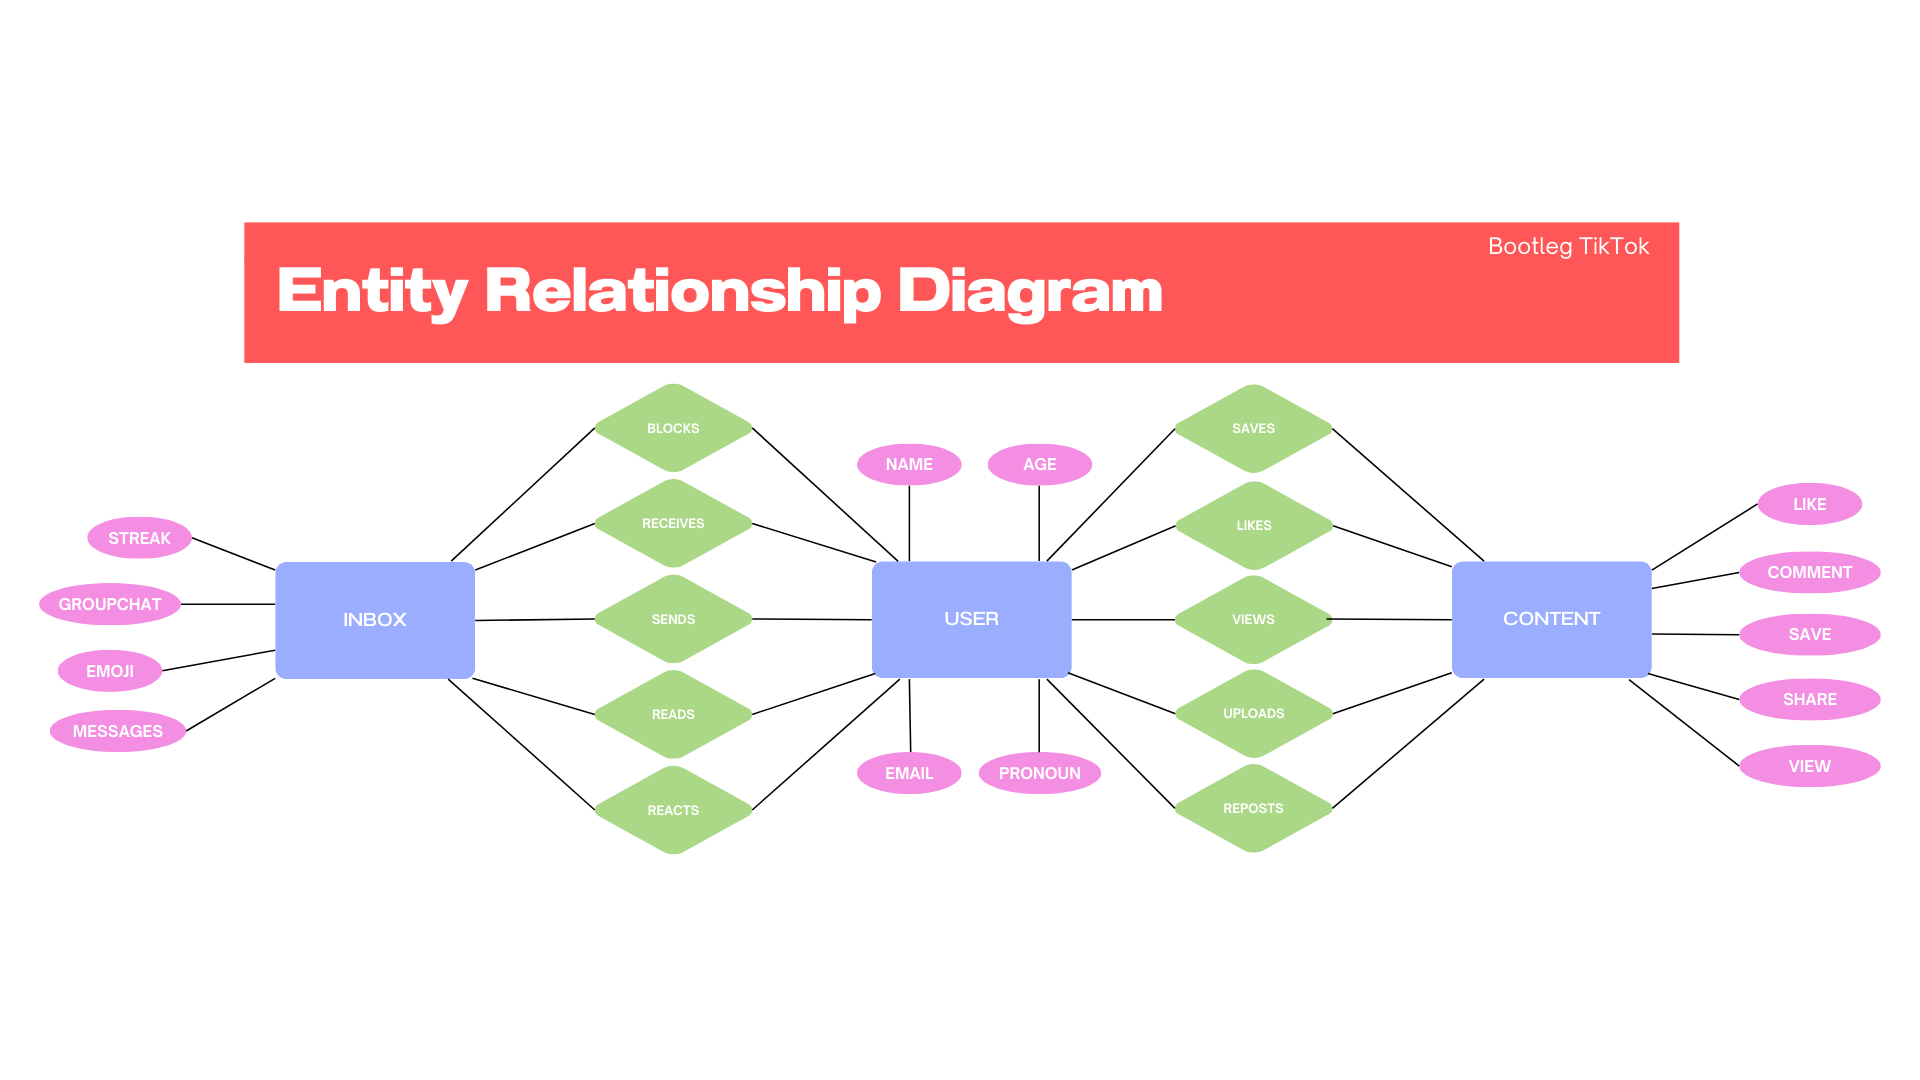 Bootleg TikTok
Entity Relationship Diagram
BLOCKS
RECEIVES
SENDS
READS
REACTS
STREAK
GROUPCHAT
EMOJI
MESSAGES
INBOX
NAME
AGE
USER
EMAIL
PRONOUN
SAVES
LIKES
VIEWS
UPLOADS
REPOSTS
CONTENT
LIKE
COMMENT
SAVE
SHARE
VIEW